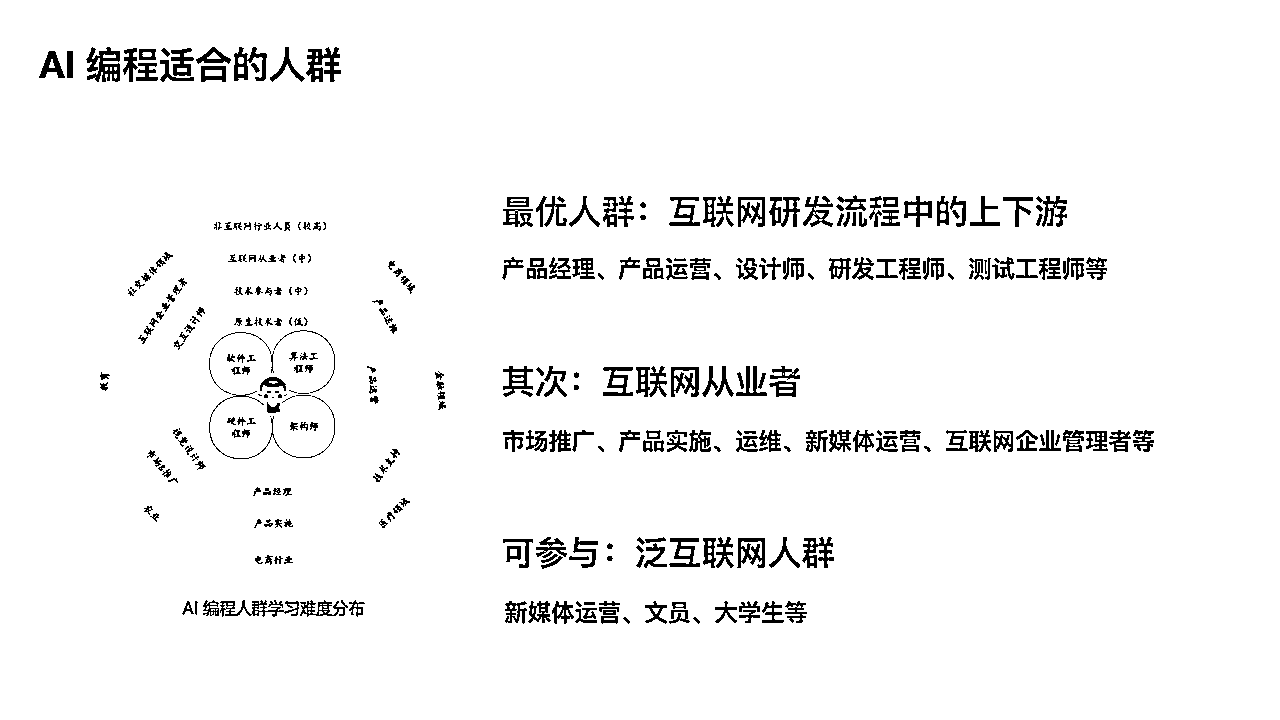 AI 编程适合的人群
非互联网行业人员（较高）
互联网从业者（中）
技术参与者（中）
原生技术者（低）
社交媒体领域
互联网企业管理者
交互设计师
教育
视觉设计师
市场&推广
农业
软件工
程师
算法工
程师
硬件工
程师
架构师
电商领域
产品运维
产品运营
金融领域
技术支持
医疗领域
产品经理
产品实施
电商行业
AI 编程人群学习难度分布
最优人群：互联网研发流程中的上下游
产品经理、产品运营、设计师、研发工程师、测试工程师等
其次：互联网从业者
市场推广、产品实施、运维、新媒体运营、互联网企业管理者等
可参与：泛互联网人群
新媒体运营、文员、大学生等